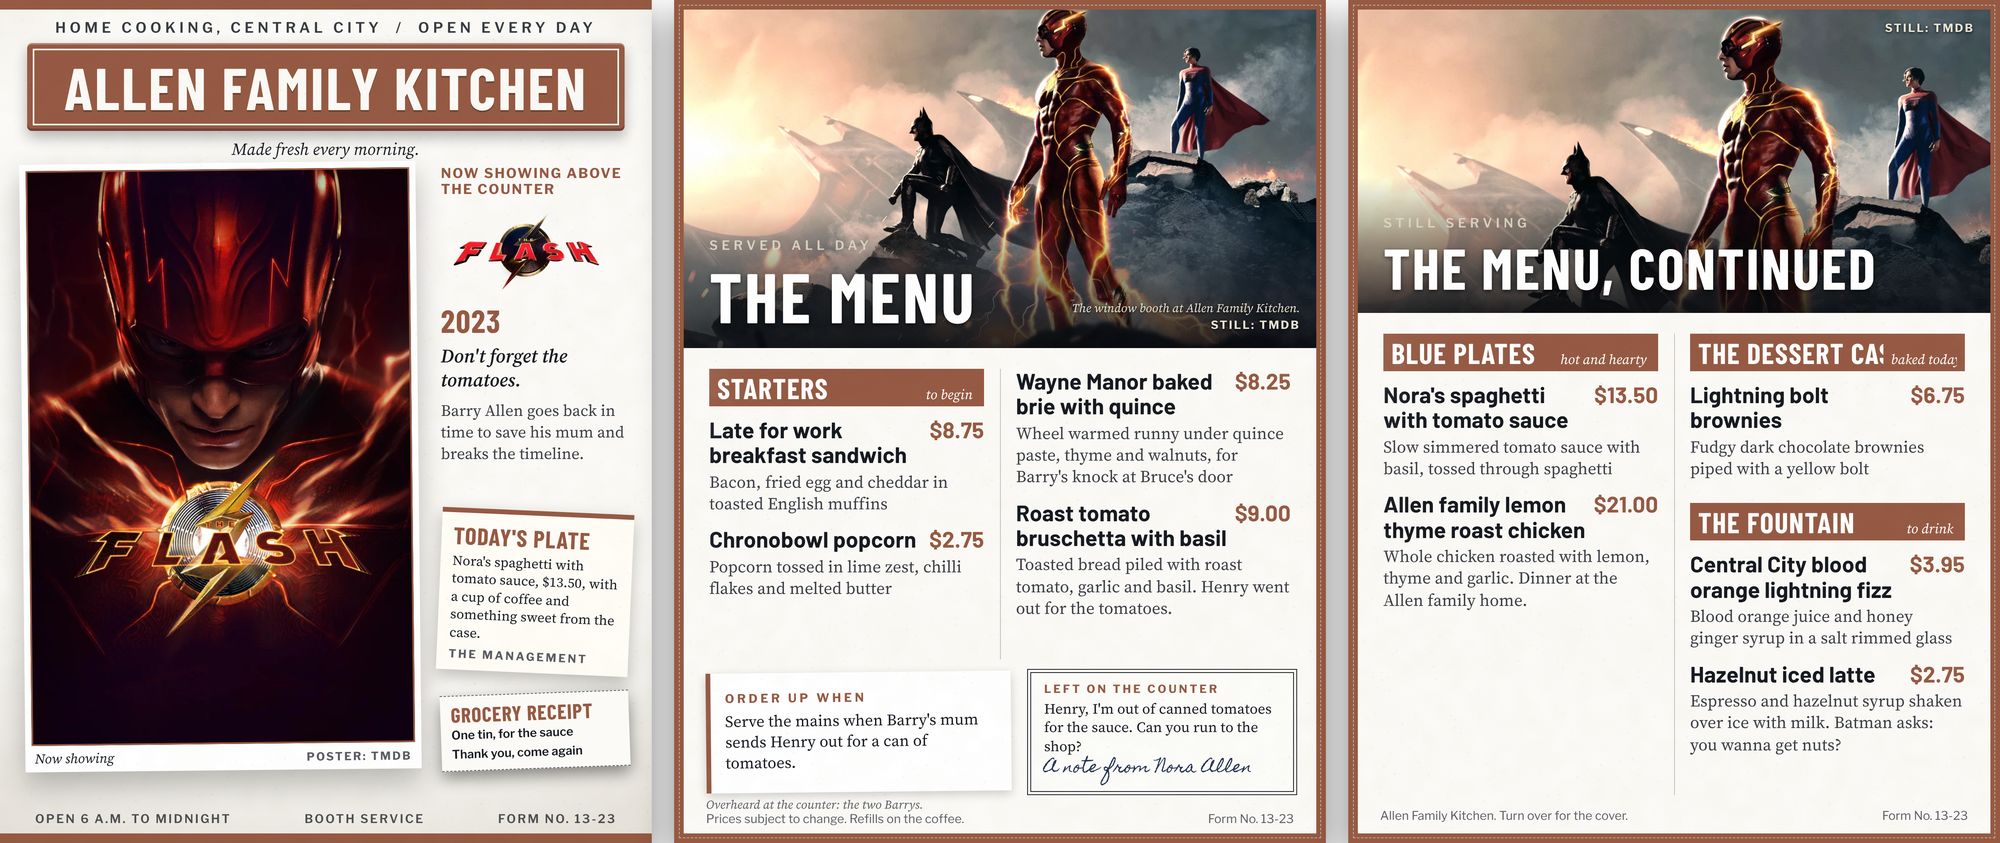 HOME COOKING, CENTRAL CITY / OPEN EVERY DAY
ALLEN FAMILY KITCHEN
Made fresh every morning.
NOW SHOWING ABOVE
THE COUNTER
THE
FLASH
2023
Don't forget the
tomatoes.
Barry Allen goes back in
time to save his mum and
breaks the timeline.
THE
FLASH
TODAY'S PLATE
Nora's spaghetti with
tomato sauce, $13.50, with
a cup of coffee and
something sweet from the
case.
THE MANAGEMENT
GROCERY RECEIPT
One tin, for the sauce
Thank you, come again
Now showing
POSTER: TMDB
OPEN 6 A.M. TO MIDNIGHT
BOOTH SERVICE
FORM NO. 13-23
SERVED ALL DAY
THE MENU
The window booth at Allen Family Kitchen.
STILL: TMDB
STARTERS
to begin
Late for work
breakfast sandwich
$8.75
Bacon, fried egg and cheddar in
toasted English muffins
Chronobowl popcorn
$2.75
Popcorn tossed in lime zest, chilli
flakes and melted butter
Wayne Manor baked
brie with quince
$8.25
Wheel warmed runny under quince
paste, thyme and walnuts, for
Barry's knock at Bruce's door
Roast tomato
bruschetta with basil
$9.00
Toasted bread piled with roast
tomato, garlic and basil. Henry went
out for the tomatoes.
ORDER UP WHEN
Serve the mains when Barry's mum
sends Henry out for a can of
tomatoes.
LEFT ON THE COUNTER
Henry, I'm out of canned tomatoes
for the sauce. Can you run to the
shop?
A note from Nora Allen
Overheard at the counter: the two Barrys.
Prices subject to change. Refills on the coffee.
Form No. 13-23
STILL: TMDB
STILL SERVING
THE MENU, CONTINUED
BLUE PLATES
hot and hearty
Nora's spaghetti
with tomato sauce
$13.50
Slow simmered tomato sauce with
basil, tossed through spaghetti
Allen family lemon
thyme roast chicken
$21.00
Whole chicken roasted with lemon,
thyme and garlic. Dinner at the
Allen family home.
THE DESSERT CAS
baked today
Lightning bolt
brownies
$6.75
Fudgy dark chocolate brownies
piped with a yellow bolt
THE FOUNTAIN
to drink
Central City blood
orange lightning fizz
$3.95
Blood orange juice and honey
ginger syrup in a salt rimmed glass
Hazelnut iced latte
$2.75
Espresso and hazelnut syrup shaken
over ice with milk. Batman asks:
you wanna get nuts?
Allen Family Kitchen. Turn over for the cover.
Form No. 13-23